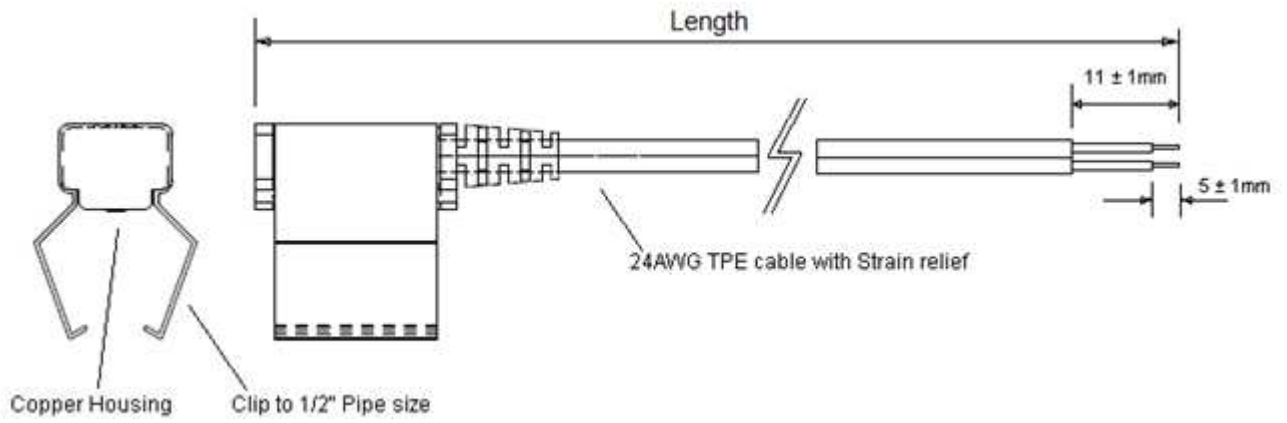 Length
11 ± 1mm
5 ± 1mm
24AWG TPE cable with Strain relief
Copper Housing
Clip to 1/2" Pipe size